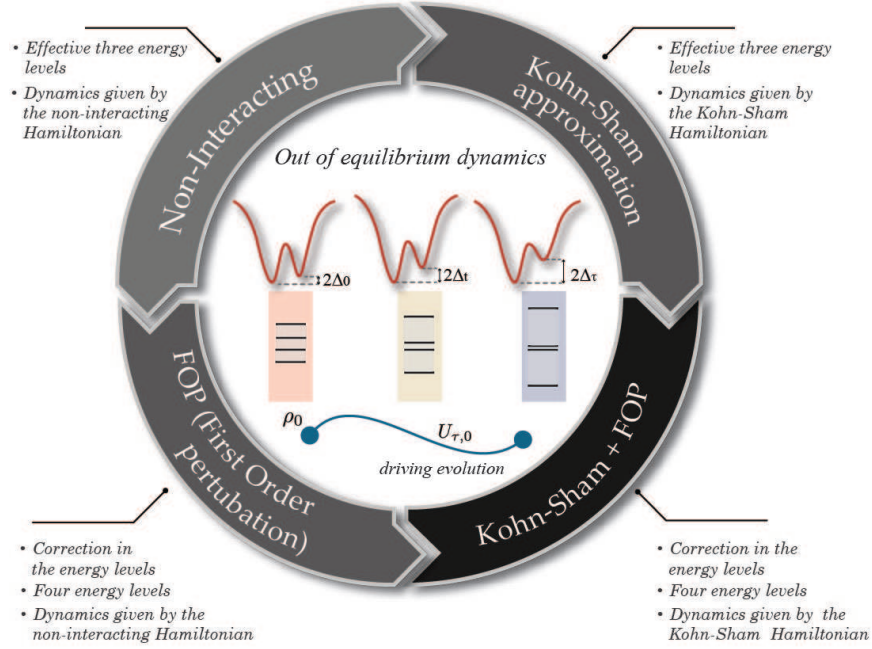 • Effective three energy
levels
• Dynamics given by
the non-interacting
Hamiltonian
• Effective three energy
levels
• Dynamics given by
the Kohn-Sham
Hamiltonian
Non-Interacting
Kohn-Sham
approximation
Out of equilibrium dynamics
2Δ0
2Δt
2Δτ
ρ0
Uτ,0
driving evolution
FOP (First Order
pertubation)
Kohn-Sham + FOP
• Correction in
the energy levels
• Four energy levels
• Dynamics given by the
non-interacting Hamiltonian
• Correction in the
energy levels
• Four energy levels
• Dynamics given by the
Kohn-Sham Hamiltonian